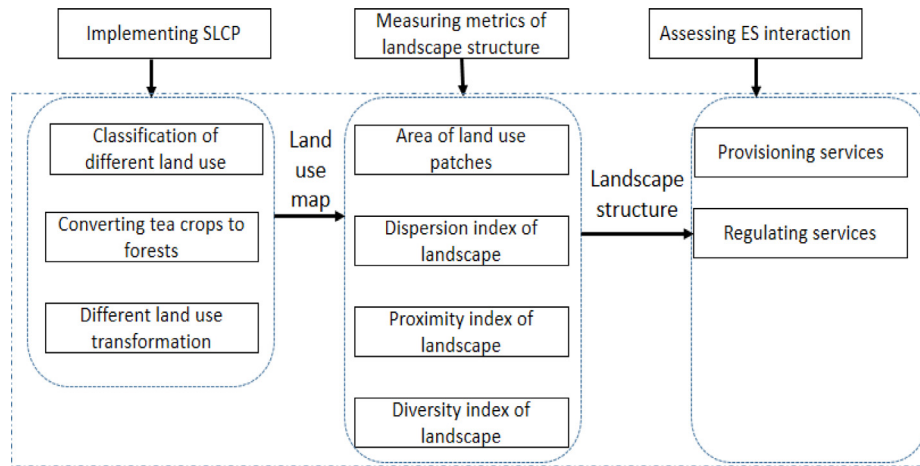 Implementing SLCP
Measuring metrics of
landscape structure
Assessing ES interaction
Classification of
different land use
Converting tea crops to
forests
Different land use
transformation
Land
use
map
Area of land use
patches
Dispersion index of
landscape
Proximity index of
landscape
Diversity index of
landscape
Landscape
structure
Provisioning services
Regulating services